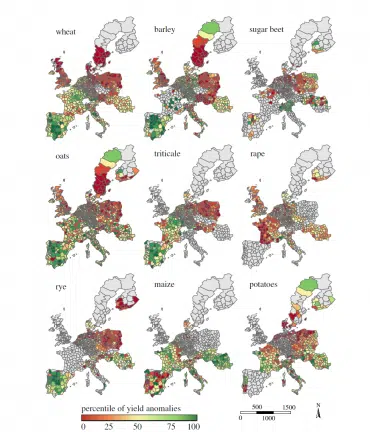 wheat
barley
sugar beet
oats
triticale
rape
rye
maize
potatoes
percentile of yield anomalies
0 25 50 75 100
500 1500
0 1000
N